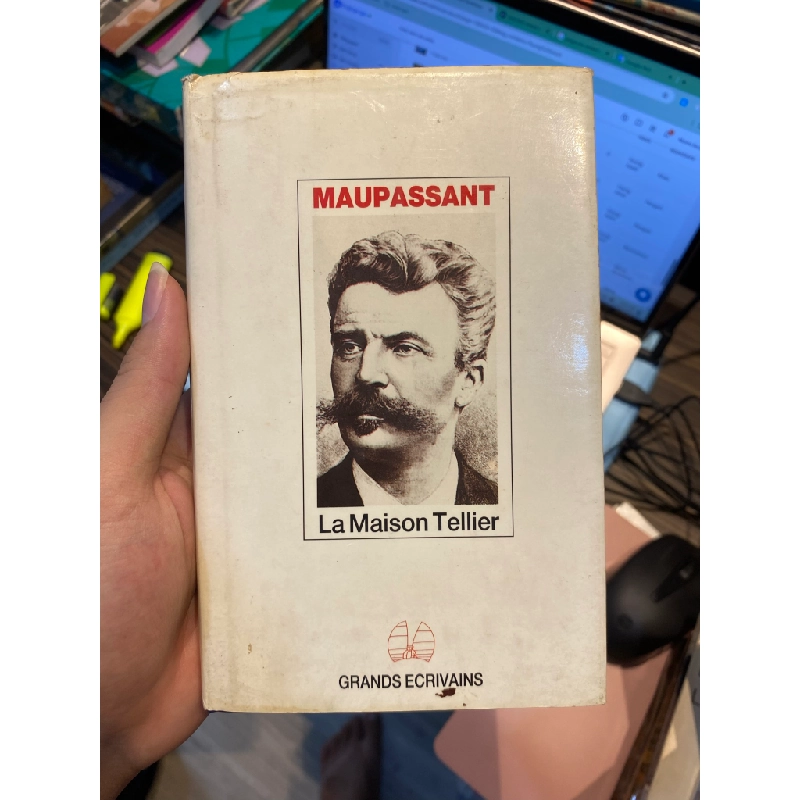 MAUPASSANT
La Maison Tellier
GRANDS ECRIVAINS